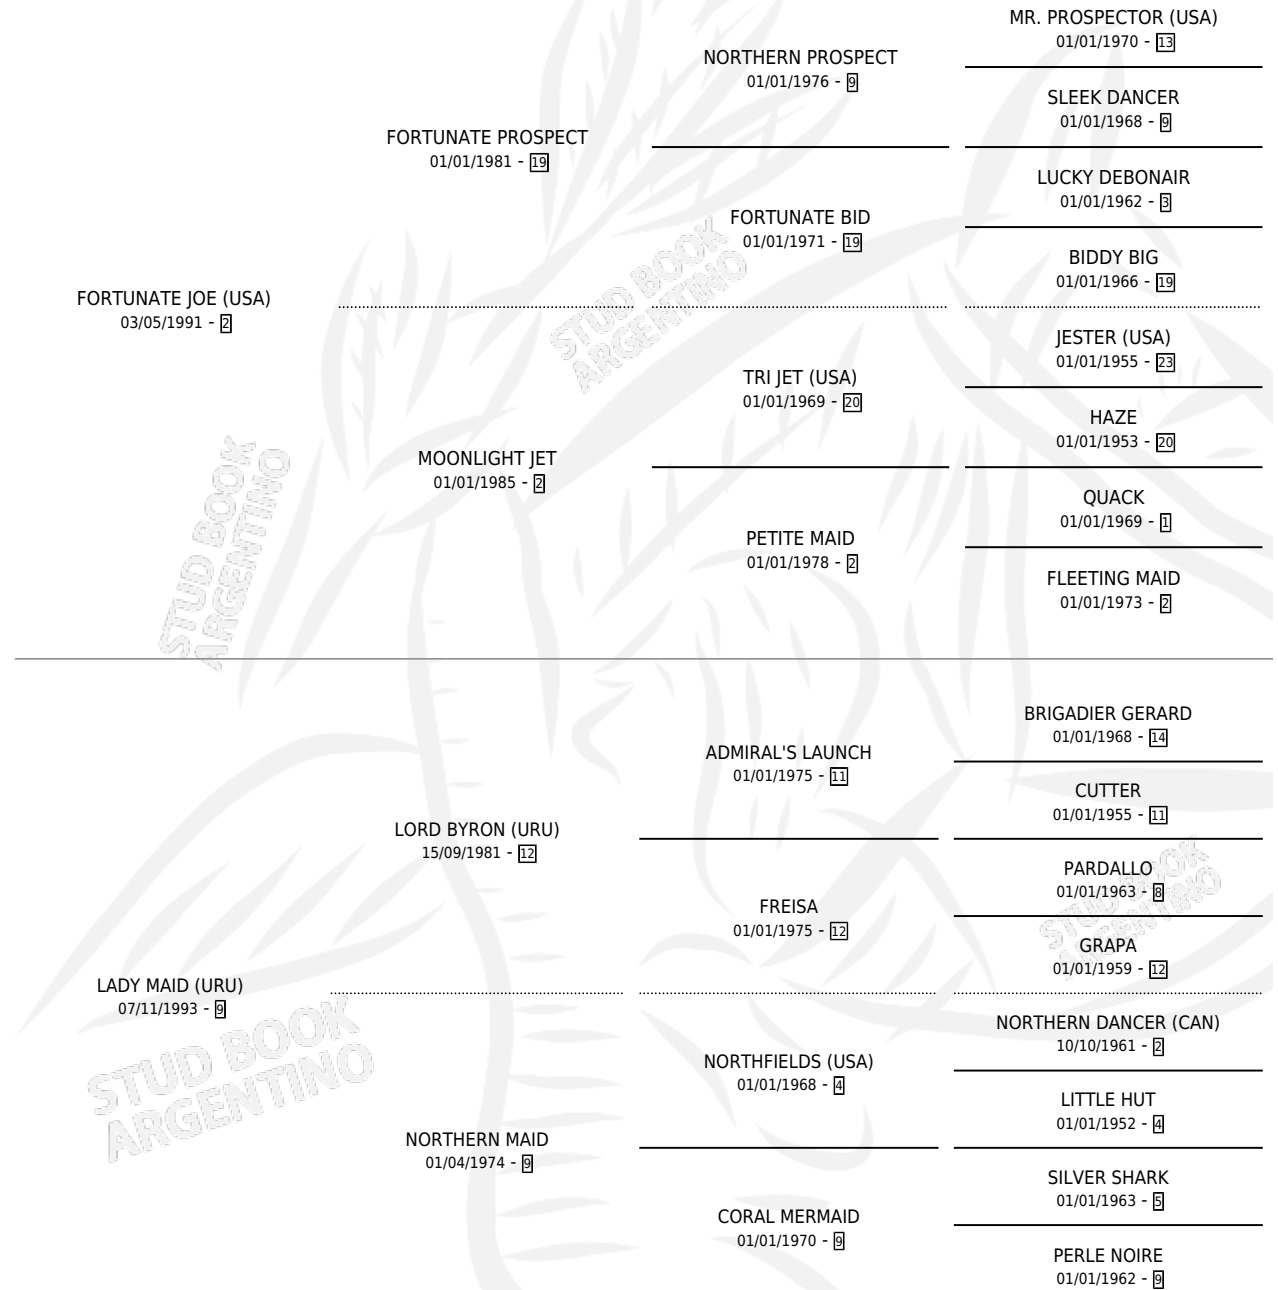 MR. PROSPECTOR (USA)
01/01/1970 - 13
NORTHERN PROSPECT
01/01/1976 - 9
SLEEK DANCER
01/01/1968 - 9
FORTUNATE PROSPECT
01/01/1981 - 19
LUCKY DEBONAIR
01/01/1962 - 3
FORTUNATE BID
01/01/1971 - 19
BIDDY BIG
01/01/1966 - 19
FORTUNATE JOE (USA)
03/05/1991 - 2
JESTER (USA)
01/01/1955 - 23
TRI JET (USA)
01/01/1969 - 20
HAZE
01/01/1953 - 20
MOONLIGHT JET
01/01/1985 - 2
QUACK
01/01/1969 - 1
PETITE MAID
01/01/1978 - 2
FLEETING MAID
01/01/1973 - 2
BRIGADIER GERARD
01/01/1968 - 14
ADMIRAL'S LAUNCH
01/01/1975 - 11
CUTTER
01/01/1955 - 11
LORD BYRON (URU)
15/09/1981 - 12
PARDALLO
01/01/1963 - 8
FREISA
01/01/1975 - 12
GRAPA
01/01/1959 - 12
LADY MAID (URU)
07/11/1993 - 9
NORTHERN DANCER (CAN)
10/10/1961 - 2
NORTHFIELDS (USA)
01/01/1968 - 4
LITTLE HUT
01/01/1952 - 4
NORTHERN MAID
01/04/1974 - 9
SILVER SHARK
01/01/1963 - 5
CORAL MERMAID
01/01/1970 - 9
PERLE NOIRE
01/01/1962 - 9
STUD BOOK
ARGENTINO
STUD BOOK
ARGENTINO
STUD BOOK
ARGENTINO
STUD BOOK
ARGENTINO